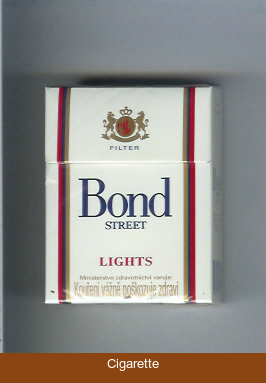 FILTER
Bond
STREET
LIGHTS
Ministerstvo zdravotnictví varuje:
Kouření vážně poškozuje zdraví
Cigarette